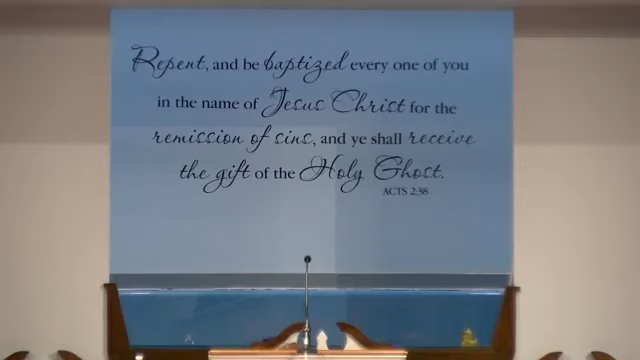 Repent, and be baptized every one of you
in the name of Jesus Christ for the
remission of sins, and ye shall receive
the gift of the Holy Ghost.
ACTS 2:38